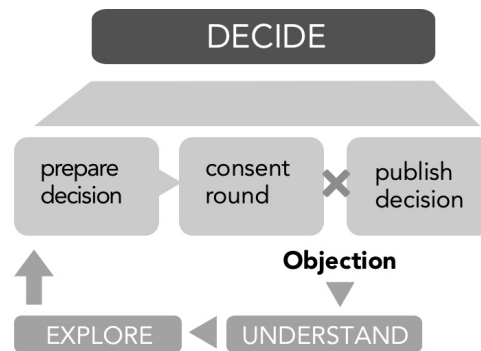 DECIDE
prepare
decision
consent
round
publish
decision
Objection
EXPLORE
UNDERSTAND